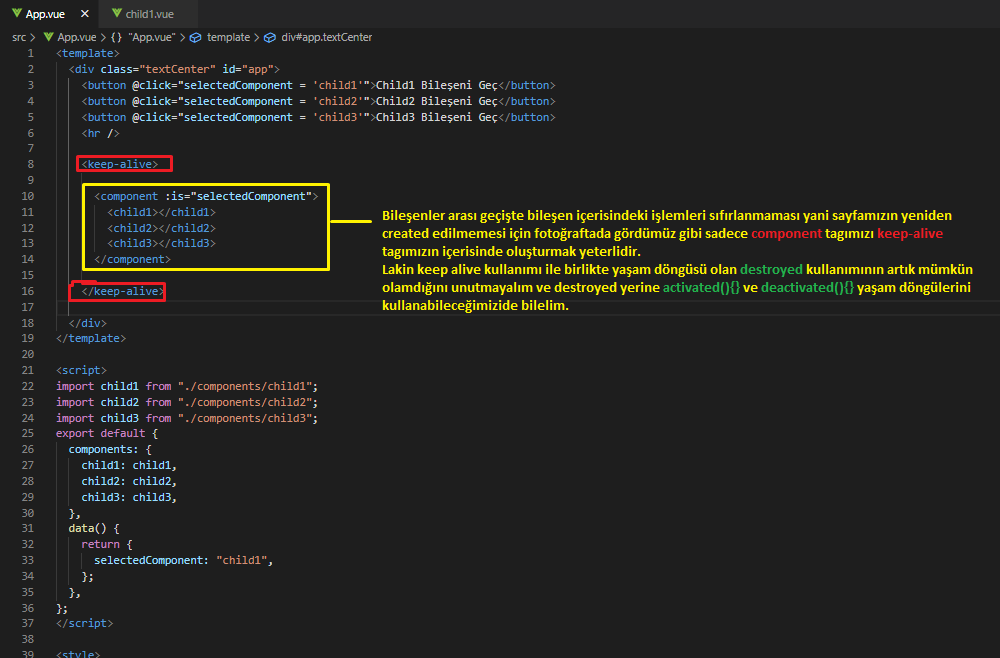 App.vue
child1.vue
src > App.vue > {} "App.vue" > template > div#app.textCenter
1 <template>
2 <div class="textCenter" id="app">
3 <button @click="selectedComponent = 'child1'">Child1 Bileşeni Geç</button>
4 <button @click="selectedComponent = 'child2'">Child2 Bileşeni Geç</button>
5 <button @click="selectedComponent = 'child3'">Child3 Bileşeni Geç</button>
6 <hr />
7
8 <keep-alive>
9
10 <component :is="selectedComponent">
11 <child1></child1>
12 <child2></child2>
13 <child3></child3>
14 </component>
15
16 </keep-alive>
17
18 </div>
19 </template>
20
21 <script>
22 import child1 from "./components/child1";
23 import child2 from "./components/child2";
24 import child3 from "./components/child3";
25 export default {
26 components: {
27 child1: child1,
28 child2: child2,
29 child3: child3,
30 },
31 data() {
32 return {
33 selectedComponent: "child1",
34 };
35 },
36 };
37 </script>
38
39 <style>
Bileşenler arası geçişte bileşen içerisindeki işlemleri sıfırlanmaması yani sayfamızın yeniden
created edilmemesi için fotoğraftada gördümüz gibi sadece component tagımızı keep-alive
tagımızın içerisinde oluşturmak yeterlidir.
Lakin keep alive kullanımı ile birlikte yaşam döngüsü olan destroyed kullanımının artık mümkün
olamdığını unutmayalım ve destroyed yerine activated(){} ve deactivated(){} yaşam döngülerini
kullanabileceğimizide bilelim.